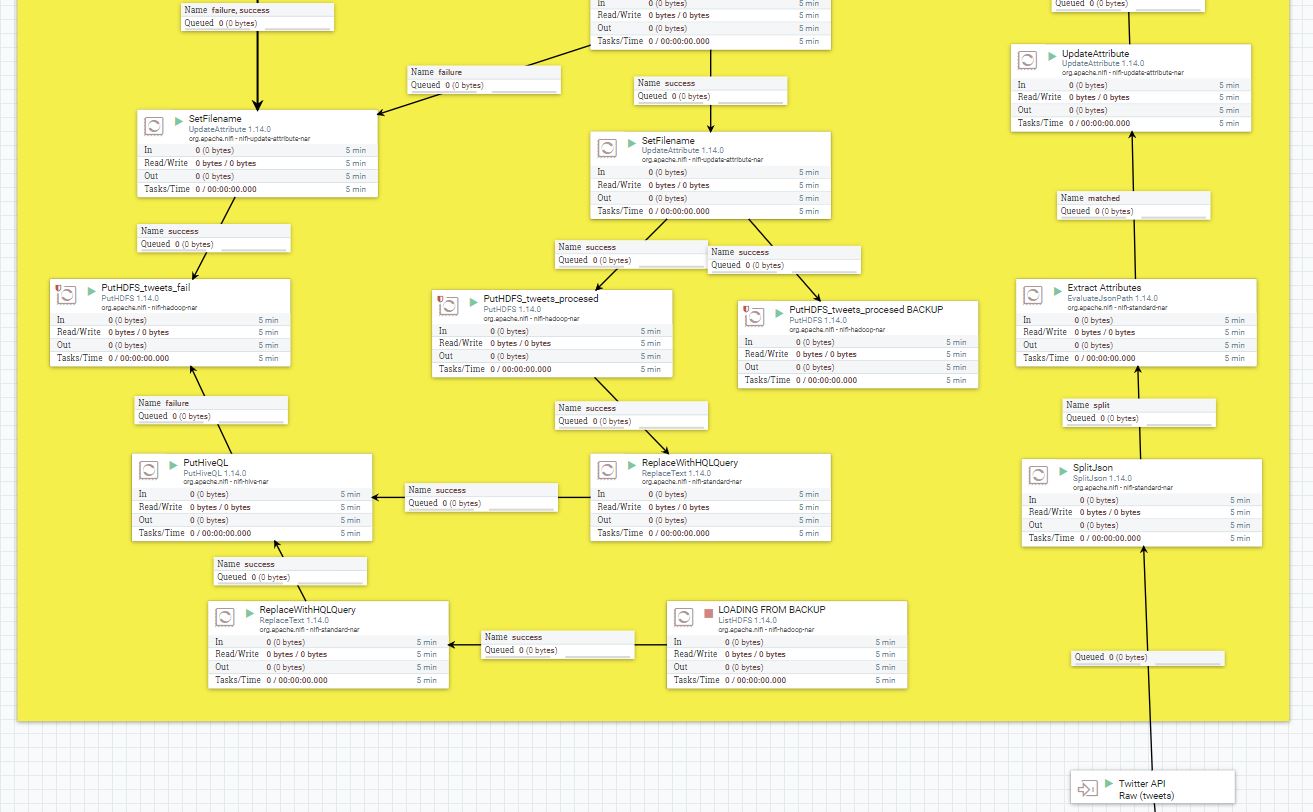 Name failure, success
Queued 0 (0 bytes)
In 0 (0 bytes) 5 min
Read/Write 0 bytes / 0 bytes 5 min
Out 0 (0 bytes) 5 min
Tasks/Time 0 / 00:00:00.000 5 min
Queued 0 (0 bytes)
Name failure
Queued 0 (0 bytes)
Name success
Queued 0 (0 bytes)
UpdateAttribute
UpdateAttribute 1.14.0
org.apache.nifi - nifi-update-attribute-nar
In 0 (0 bytes) 5 min
Read/Write 0 bytes / 0 bytes 5 min
Out 0 (0 bytes) 5 min
Tasks/Time 0 / 00:00:00.000 5 min
SetFilename
UpdateAttribute 1.14.0
org.apache.nifi - nifi-update-attribute-nar
In 0 (0 bytes) 5 min
Read/Write 0 bytes / 0 bytes 5 min
Out 0 (0 bytes) 5 min
Tasks/Time 0 / 00:00:00.000 5 min
SetFilename
UpdateAttribute 1.14.0
org.apache.nifi - nifi-update-attribute-nar
In 0 (0 bytes) 5 min
Read/Write 0 bytes / 0 bytes 5 min
Out 0 (0 bytes) 5 min
Tasks/Time 0 / 00:00:00.000 5 min
Name matched
Queued 0 (0 bytes)
Name success
Queued 0 (0 bytes)
Name success
Queued 0 (0 bytes)
Name success
Queued 0 (0 bytes)
PutHDFS_tweets_fail
PutHDFS 1.14.0
org.apache.nifi - nifi-hadoop-nar
In 0 (0 bytes) 5 min
Read/Write 0 bytes / 0 bytes 5 min
Out 0 (0 bytes) 5 min
Tasks/Time 0 / 00:00:00.000 5 min
PutHDFS_tweets_procesed
PutHDFS 1.14.0
org.apache.nifi - nifi-hadoop-nar
In 0 (0 bytes) 5 min
Read/Write 0 bytes / 0 bytes 5 min
Out 0 (0 bytes) 5 min
Tasks/Time 0 / 00:00:00.000 5 min
PutHDFS_tweets_procesed BACKUP
PutHDFS 1.14.0
org.apache.nifi - nifi-hadoop-nar
In 0 (0 bytes) 5 min
Read/Write 0 bytes / 0 bytes 5 min
Out 0 (0 bytes) 5 min
Tasks/Time 0 / 00:00:00.000 5 min
Extract Attributes
EvaluateJsonPath 1.14.0
org.apache.nifi - nifi-standard-nar
In 0 (0 bytes) 5 min
Read/Write 0 bytes / 0 bytes 5 min
Out 0 (0 bytes) 5 min
Tasks/Time 0 / 00:00:00.000 5 min
Name failure
Queued 0 (0 bytes)
Name success
Queued 0 (0 bytes)
Name split
Queued 0 (0 bytes)
PutHiveQL
PutHiveQL 1.14.0
org.apache.nifi - nifi-hive-nar
In 0 (0 bytes) 5 min
Read/Write 0 bytes / 0 bytes 5 min
Out 0 (0 bytes) 5 min
Tasks/Time 0 / 00:00:00.000 5 min
Name success
Queued 0 (0 bytes)
ReplaceWithHQLQuery
ReplaceText 1.14.0
org.apache.nifi - nifi-standard-nar
In 0 (0 bytes) 5 min
Read/Write 0 bytes / 0 bytes 5 min
Out 0 (0 bytes) 5 min
Tasks/Time 0 / 00:00:00.000 5 min
SplitJson
SplitJson 1.14.0
org.apache.nifi - nifi-standard-nar
In 0 (0 bytes) 5 min
Read/Write 0 bytes / 0 bytes 5 min
Out 0 (0 bytes) 5 min
Tasks/Time 0 / 00:00:00.000 5 min
Name success
Queued 0 (0 bytes)
ReplaceWithHQLQuery
ReplaceText 1.14.0
org.apache.nifi - nifi-standard-nar
In 0 (0 bytes) 5 min
Read/Write 0 bytes / 0 bytes 5 min
Out 0 (0 bytes) 5 min
Tasks/Time 0 / 00:00:00.000 5 min
Name success
Queued 0 (0 bytes)
LOADING FROM BACKUP
ListHDFS 1.14.0
org.apache.nifi - nifi-hadoop-nar
In 0 (0 bytes) 5 min
Read/Write 0 bytes / 0 bytes 5 min
Out 0 (0 bytes) 5 min
Tasks/Time 0 / 00:00:00.000 5 min
Queued 0 (0 bytes)
Twitter API
Raw (tweets)